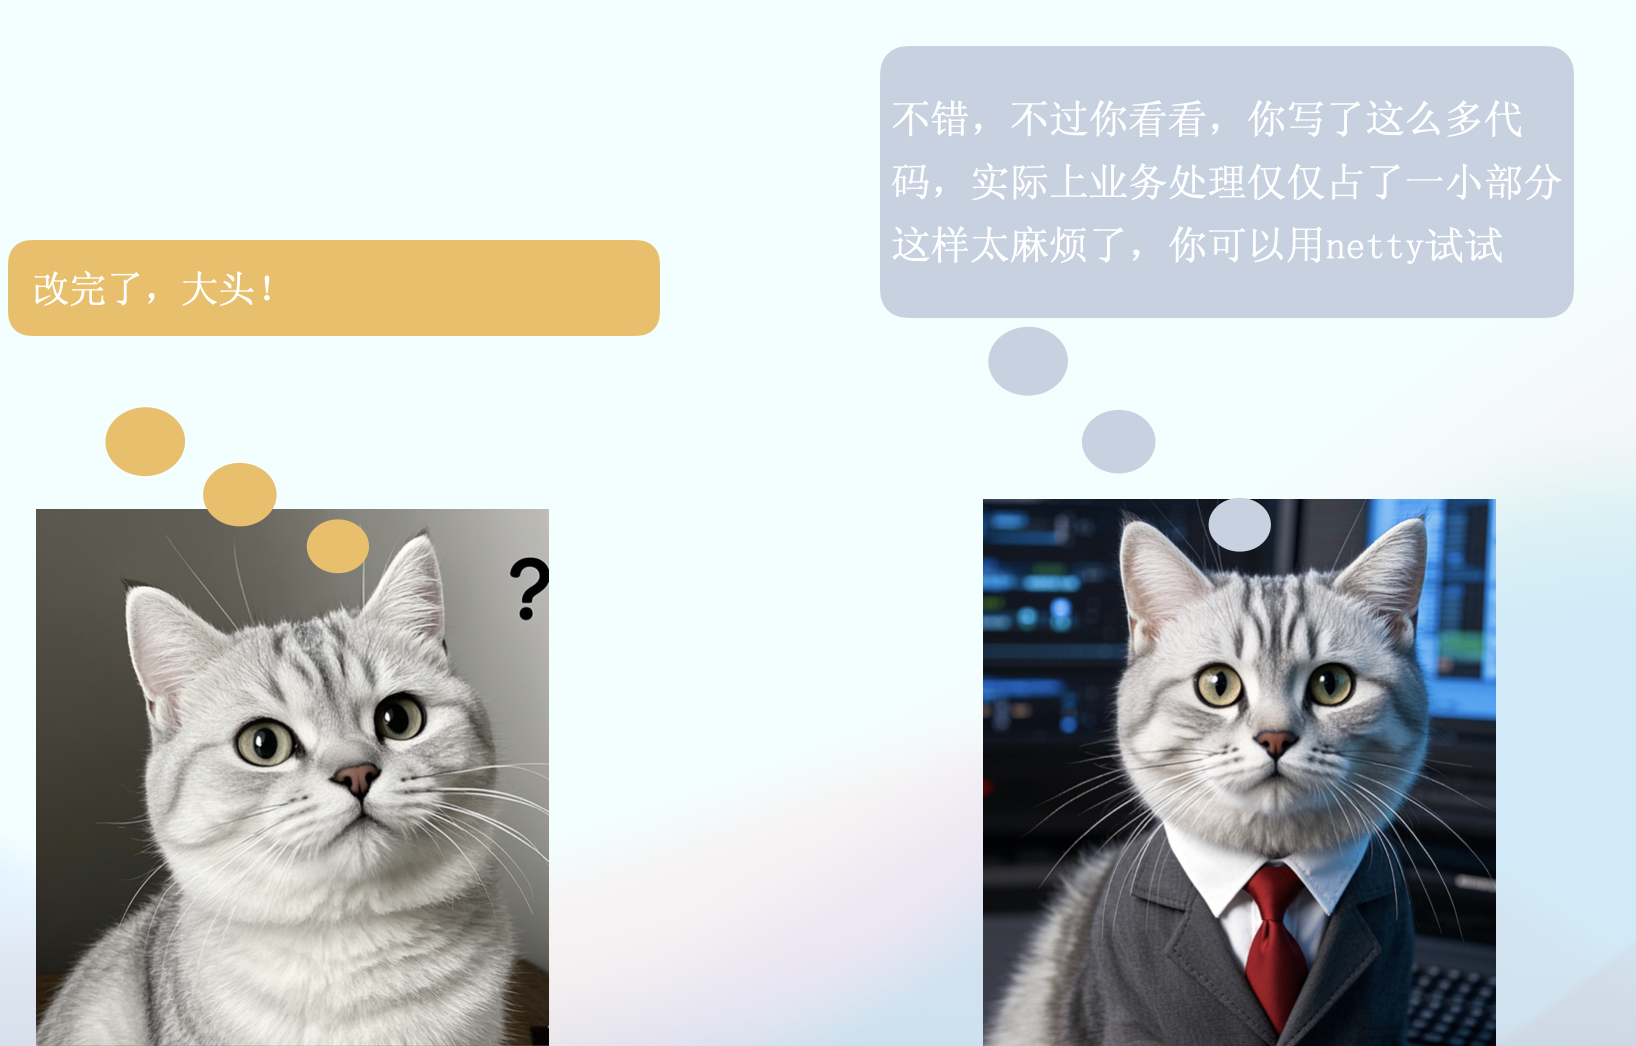 改完了，大头！
?
不错，不过你看看，你写了这么多代
码，实际上业务处理仅仅占了一小部分
这样太麻烦了，你可以用netty试试